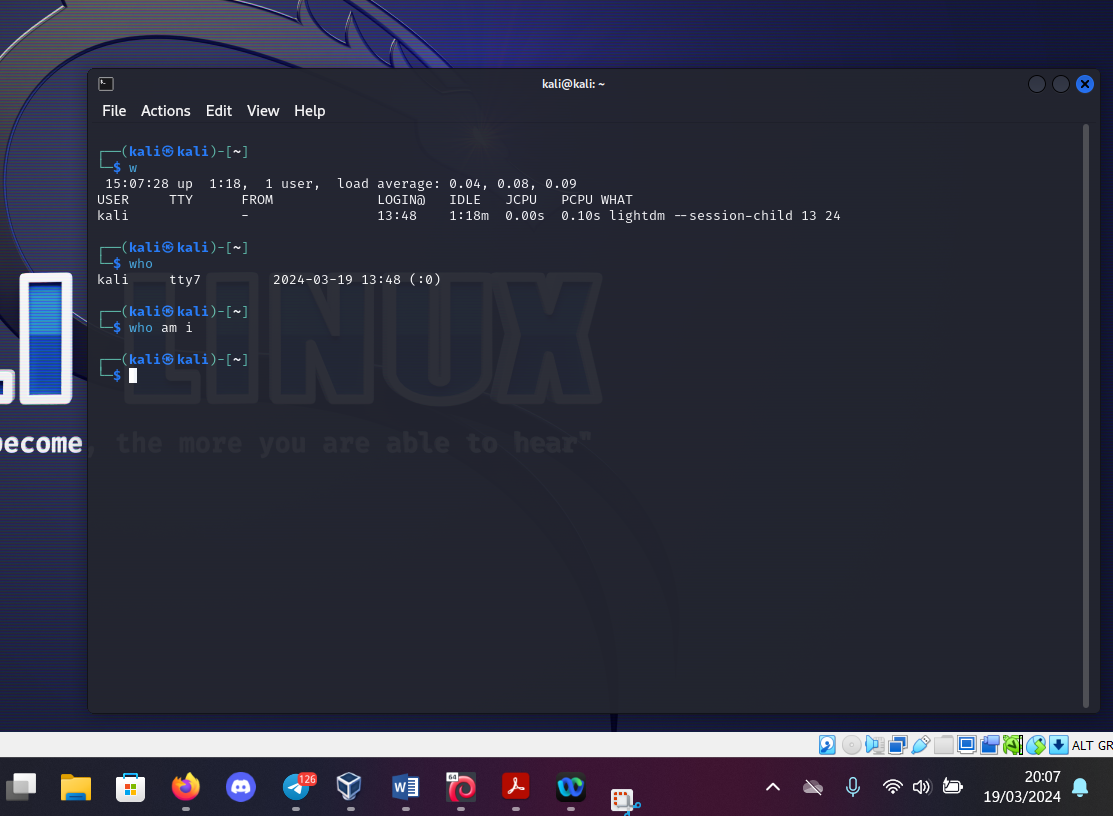 kali@kali: ~
File Actions Edit View Help
┌──(kali㉿kali)-[~]
└─$ w
15:07:28 up 1:18, 1 user, load average: 0.04, 0.08, 0.09
USER TTY FROM LOGIN@ IDLE JCPU PCPU WHAT
kali - 13:48 1:18m 0.00s 0.10s lightdm --session-child 13 24
┌──(kali㉿kali)-[~]
└─$ who
kali tty7 2024-03-19 13:48 (:0)
┌──(kali㉿kali)-[~]
└─$ who am i
┌──(kali㉿kali)-[~]
└─$
LINUX
become, the more you are able to hear"
ALT GR
126
64
20:07
19/03/2024